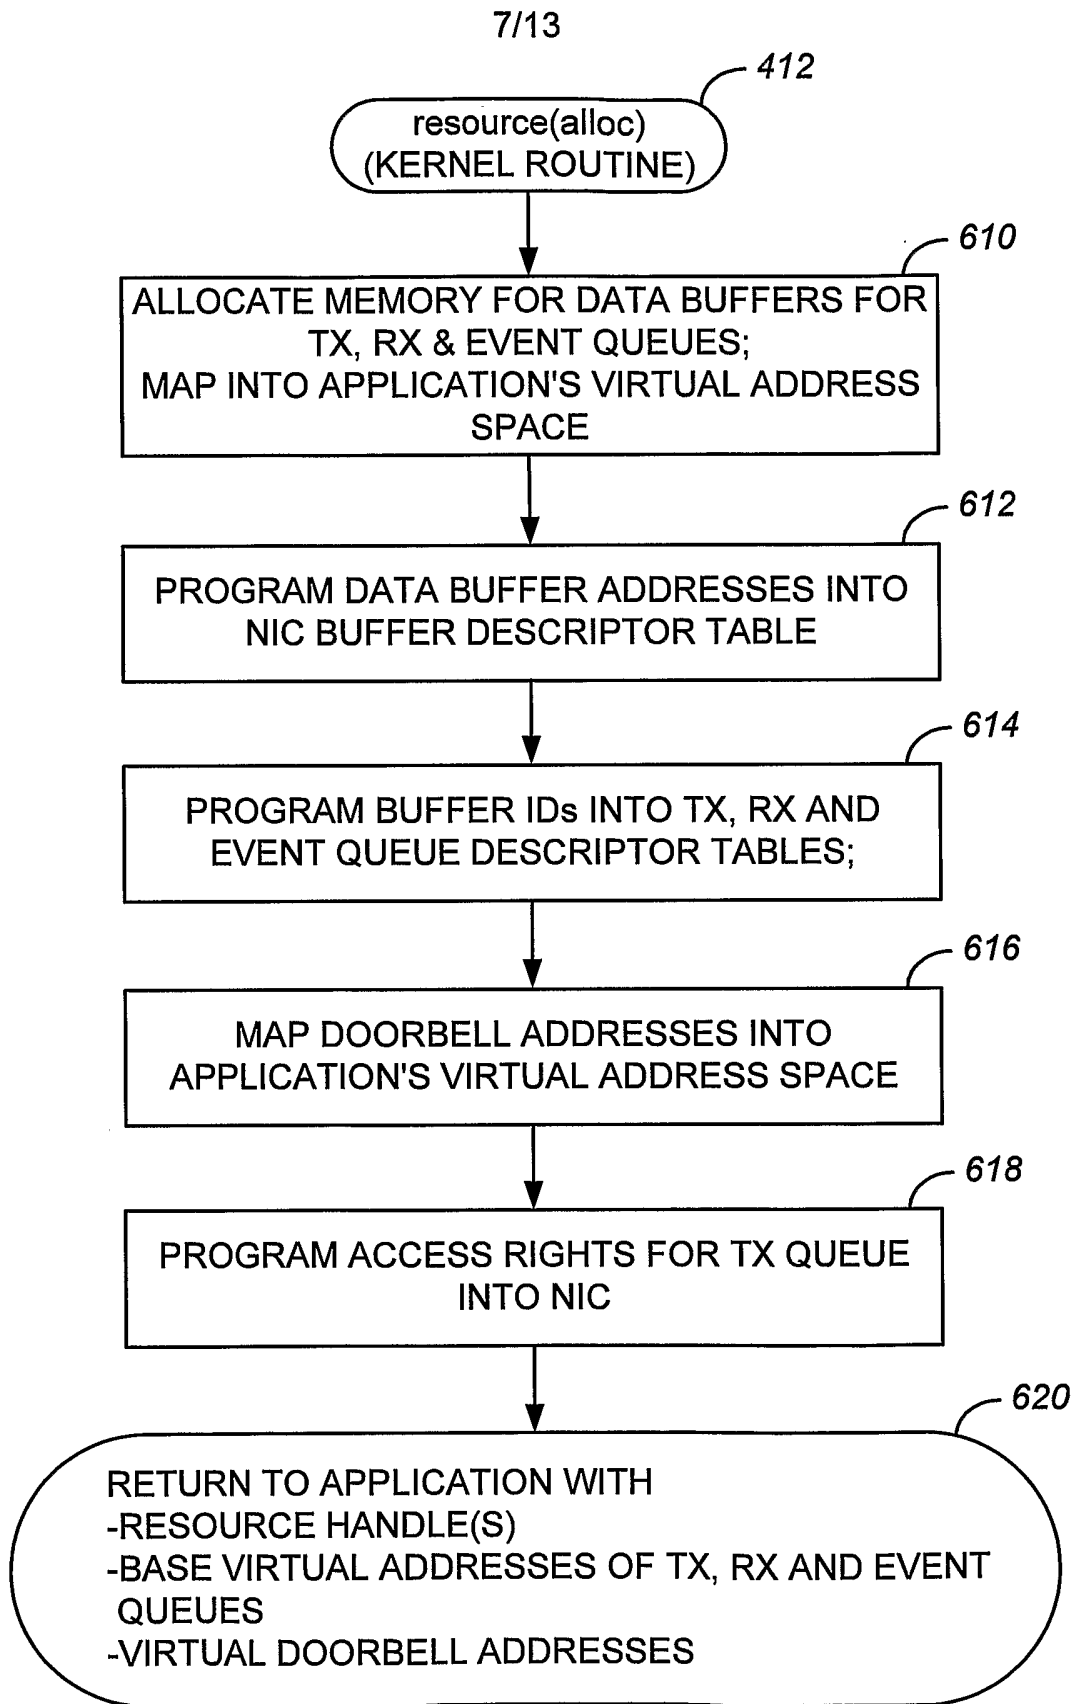 7/13
412
resource(alloc)
(KERNEL ROUTINE)
610
ALLOCATE MEMORY FOR DATA BUFFERS FOR
TX, RX & EVENT QUEUES;
MAP INTO APPLICATION'S VIRTUAL ADDRESS
SPACE
612
PROGRAM DATA BUFFER ADDRESSES INTO
NIC BUFFER DESCRIPTOR TABLE
614
PROGRAM BUFFER IDs INTO TX, RX AND
EVENT QUEUE DESCRIPTOR TABLES;
616
MAP DOORBELL ADDRESSES INTO
APPLICATION'S VIRTUAL ADDRESS SPACE
618
PROGRAM ACCESS RIGHTS FOR TX QUEUE
INTO NIC
620
RETURN TO APPLICATION WITH
-RESOURCE HANDLE(S)
-BASE VIRTUAL ADDRESSES OF TX, RX AND EVENT
QUEUES
-VIRTUAL DOORBELL ADDRESSES